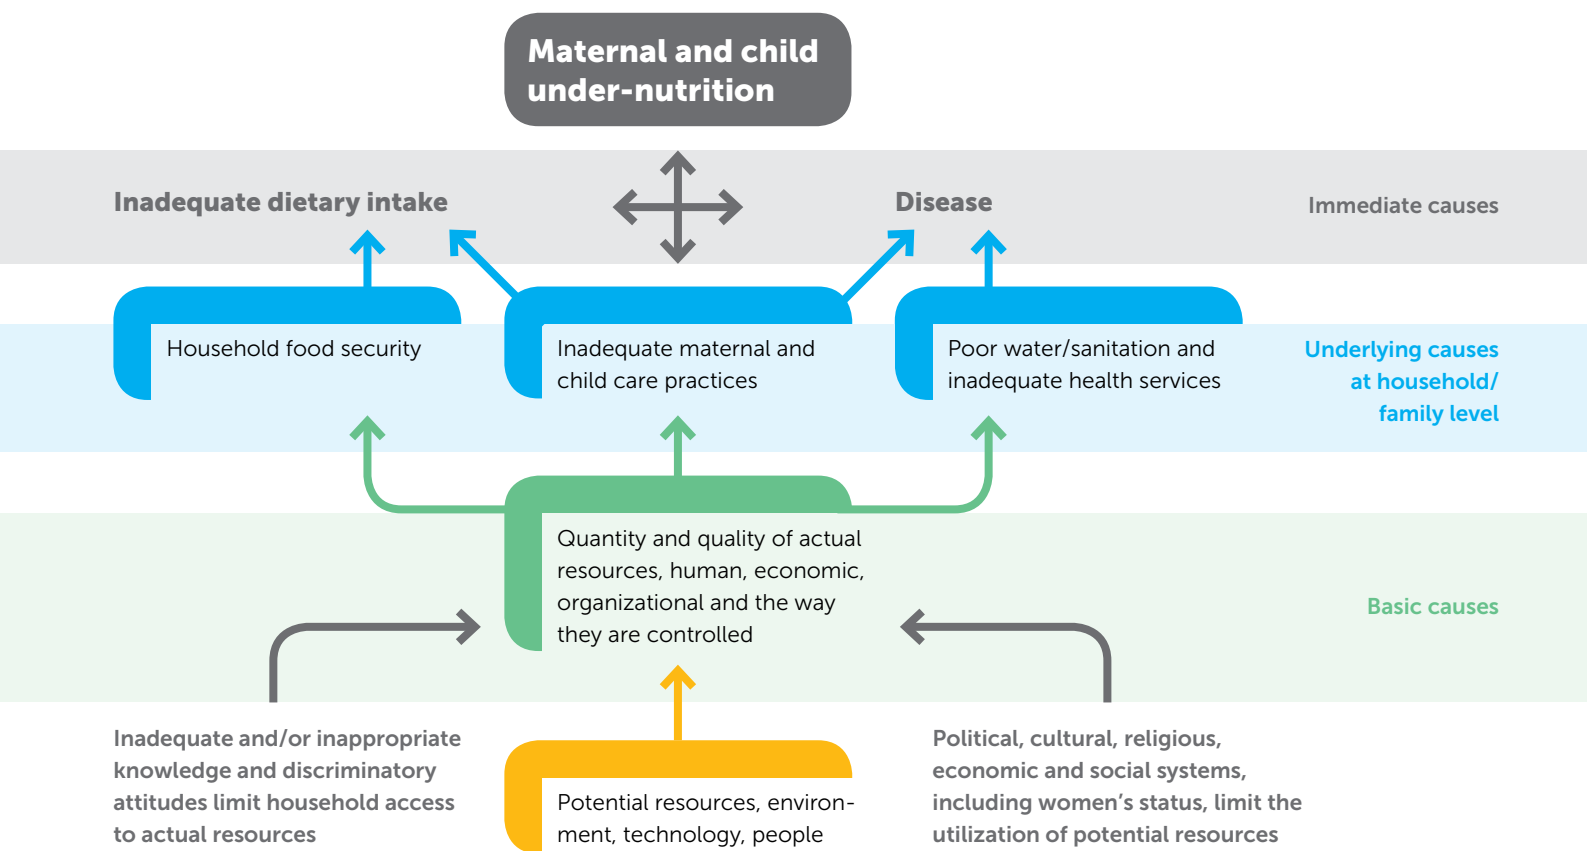 Maternal and child
under-nutrition
Inadequate dietary intake
Disease
Immediate causes
Household food security
Inadequate maternal and
child care practices
Poor water/sanitation and
inadequate health services
Underlying causes
at household/
family level
Quantity and quality of actual
resources, human, economic,
organizational and the way
they are controlled
Basic causes
Inadequate and/or inappropriate
knowledge and discriminatory
attitudes limit household access
to actual resources
Potential resources, environ-
ment, technology, people
Political, cultural, religious,
economic and social systems,
including women’s status, limit the
utilization of potential resources